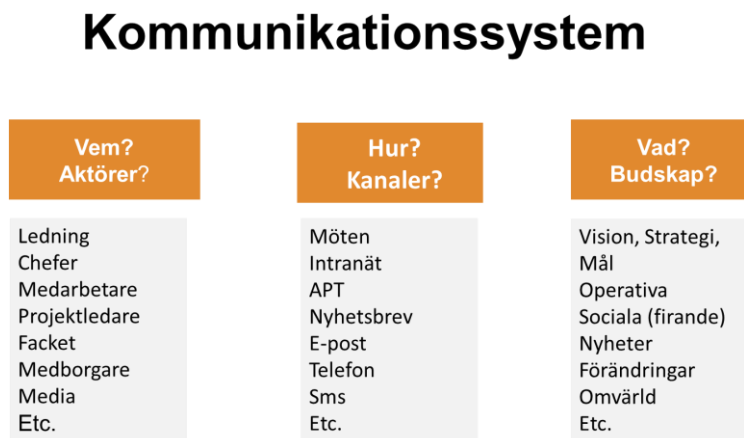 Kommunikationssystem
Vem?
Aktörer?
Ledning
Chefer
Medarbetare
Projektledare
Facket
Medborgare
Media
Etc.
Hur?
Kanaler?
Möten
Intranät
APT
Nyhetsbrev
E-post
Telefon
Sms
Etc.
Vad?
Budskap?
Vision, Strategi,
Mål
Operativa
Sociala (firande)
Nyheter
Förändringar
Omvärld
Etc.